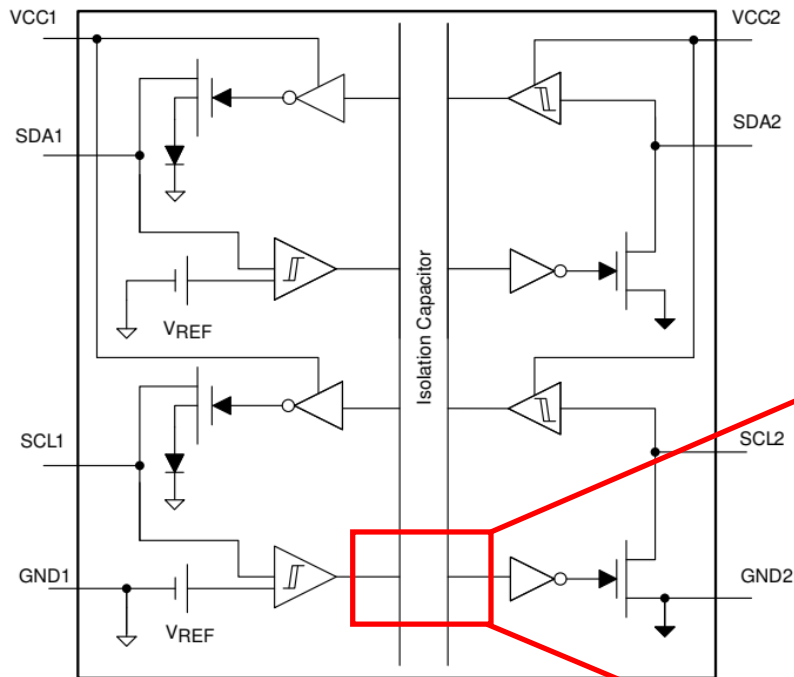 VCC1
VCC2
SDA1
SDA2
Isolation Capacitor
VREF
SCL1
SCL2
GND1
GND2
VREF